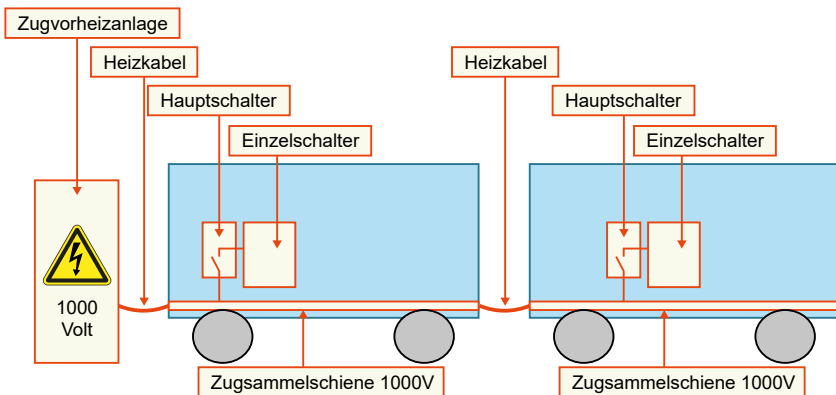 Zugvorheizanlage
Heizkabel
Heizkabel
Hauptschalter
Hauptschalter
Einzelschalter
Einzelschalter
1000
Volt
Zugsammelschiene 1000V
Zugsammelschiene 1000V